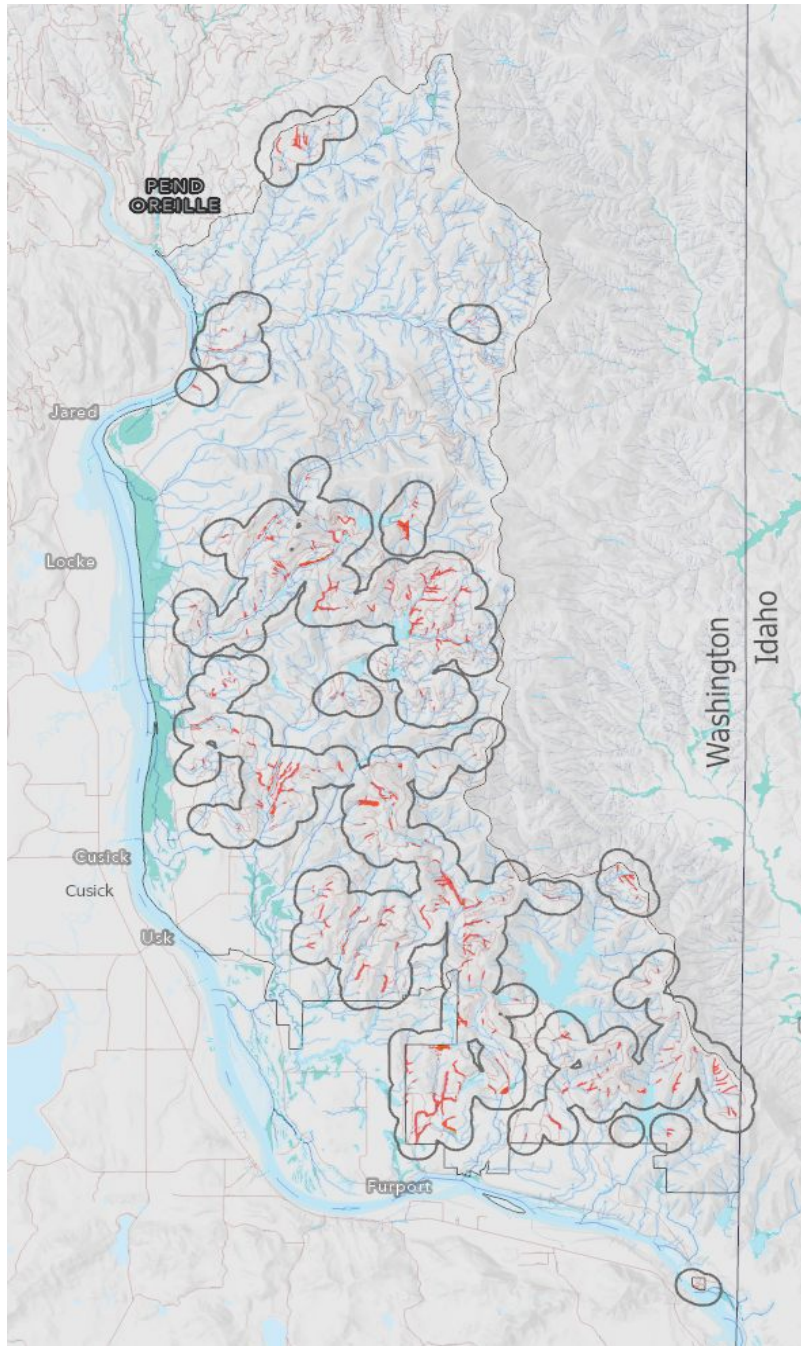 PEND
OREILLE
Jared
Locke
Washington
Idaho
Cusick
Cusick
Usk
Furport